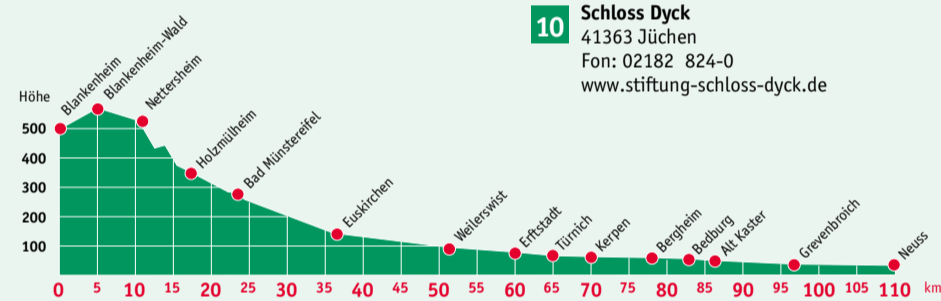 10
Schloss Dyck
41363 Jüchen
Fon: 02182 824-0
www.stiftung-schloss-dyck.de
Höhe
500
400
300
200
100
Blankenheim
Blankenheim-Wald
Nettersheim
Holzmülheim
Bad Münstereifel
Euskirchen
Weilerswist
Erftstadt
Türnich
Kerpen
Bergheim
Bedburg
Alt Kaster
Grevenbroich
Neuss
0 5 10 15 20 25 30 35 40 45 50 55 60 65 70 75 80 85 90 95 100 105 110 km